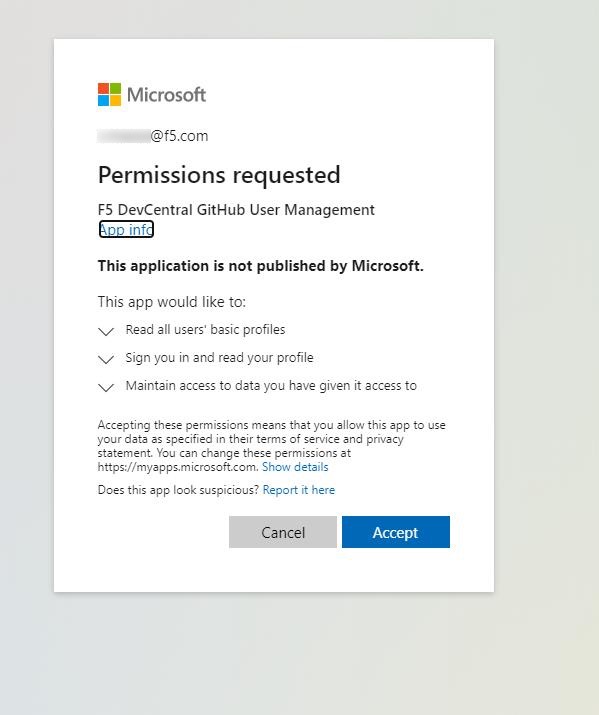 Microsoft
@f5.com
Permissions requested
F5 DevCentral GitHub User Management
App info
This application is not published by Microsoft.
This app would like to:
Read all users' basic profiles
Sign you in and read your profile
Maintain access to data you have given it access to
Accepting these permissions means that you allow this app to use
your data as specified in their terms of service and privacy
statement. You can change these permissions at
https://myapps.microsoft.com. Show details
Does this app look suspicious? Report it here
Cancel Accept